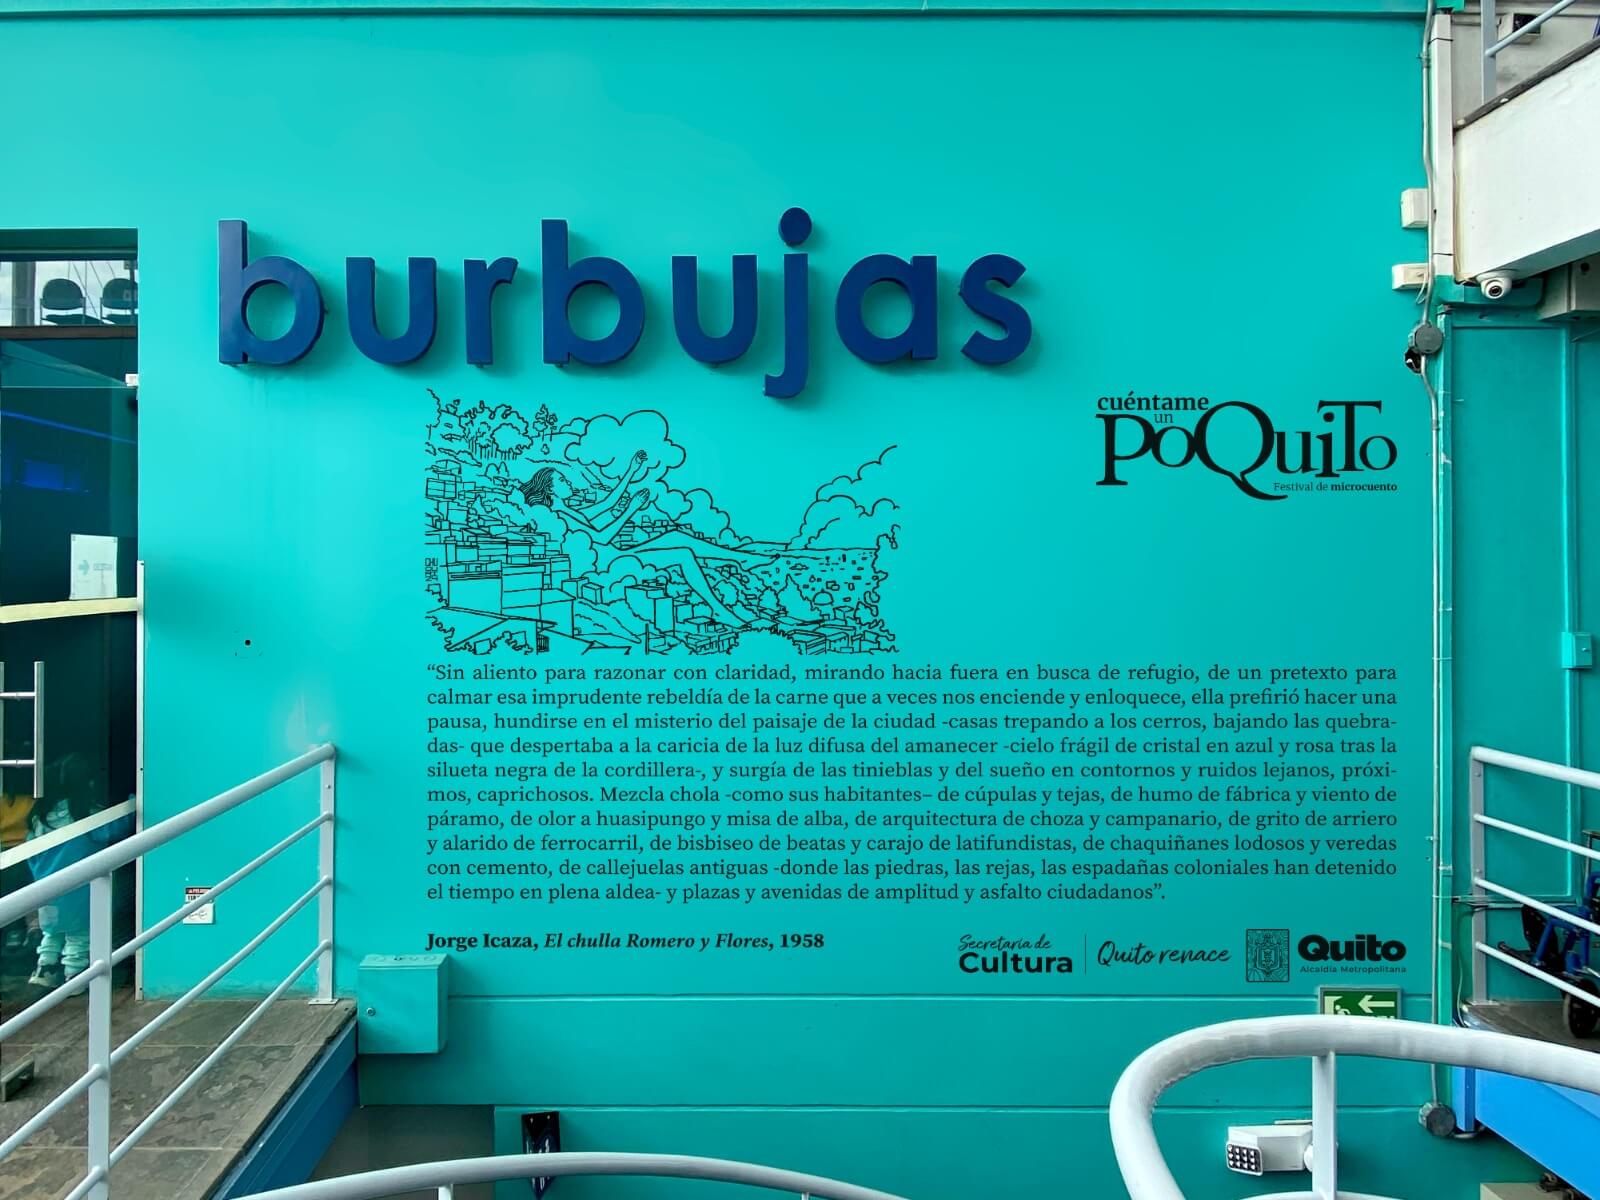 burbujas
cuéntame
un
PoQuiTo
Festival de microcuento
“Sin aliento para razonar con claridad, mirando hacia fuera en busca de refugio, de un pretexto para
calmar esa imprudente rebeldía de la carne que a veces nos enciende y enloquece, ella prefirió hacer una
pausa, hundirse en el misterio del paisaje de la ciudad -casas trepando a los cerros, bajando las quebra-
das- que despertaba a la caricia de la luz difusa del amanecer -cielo frágil de cristal en azul y rosa tras la
silueta negra de la cordillera-, y surgía de las tinieblas y del sueño en contornos y ruidos lejanos, próxi-
mos, caprichosos. Mezcla chola -como sus habitantes– de cúpulas y tejas, de humo de fábrica y viento de
páramo, de olor a huasipungo y misa de alba, de arquitectura de choza y campanario, de grito de arriero
y alarido de ferrocarril, de bisbiseo de beatas y carajo de latifundistas, de chaquiñanes lodosos y veredas
con cemento, de callejuelas antiguas -donde las piedras, las rejas, las espadañas coloniales han detenido
el tiempo en plena aldea- y plazas y avenidas de amplitud y asfalto ciudadanos”.
Jorge Icaza, El chulla Romero y Flores, 1958
Secretaría de
Cultura
Quito renace
Quito
Alcaldía Metropolitana